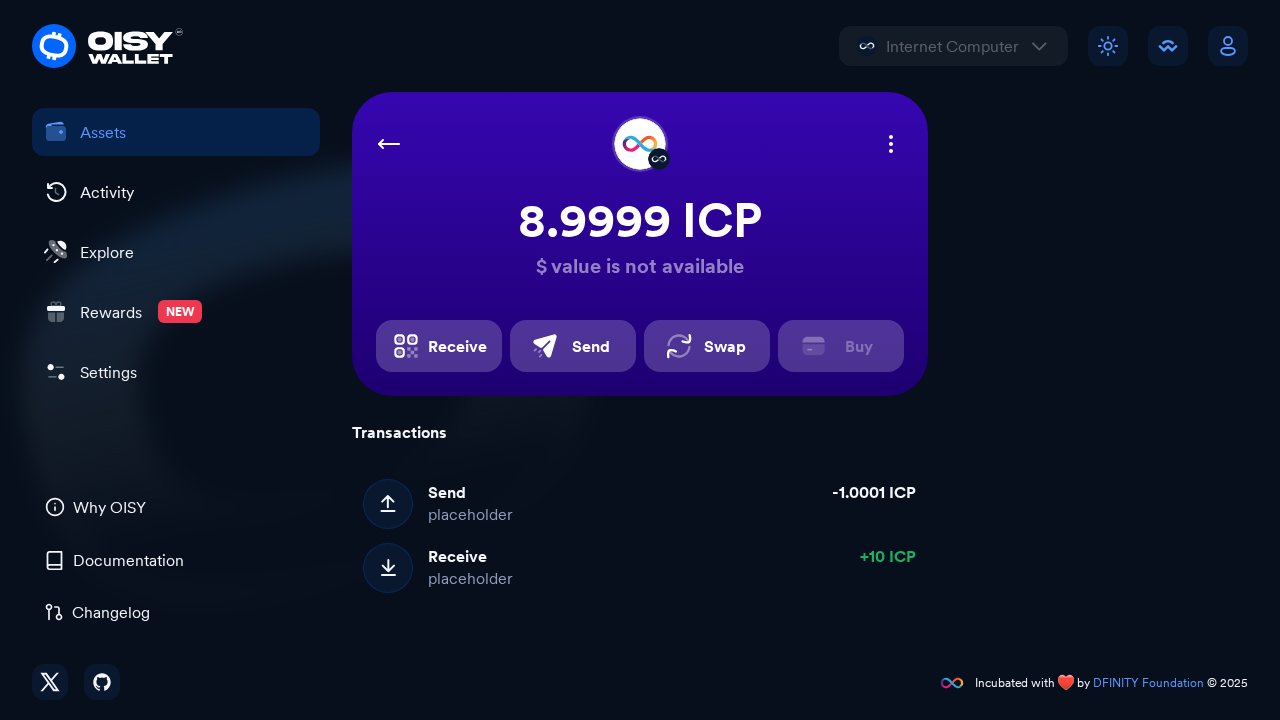 OISY
WALLET
Internet Computer
Assets
Activity
Explore
Rewards NEW
Settings
Why OISY
Documentation
Changelog
8.9999 ICP
$ value is not available
Receive
Send
Swap
Buy
Transactions
Send
-1.0001 ICP
placeholder
Receive
+10 ICP
placeholder
Incubated with ❤️ by DFINITY Foundation © 2025